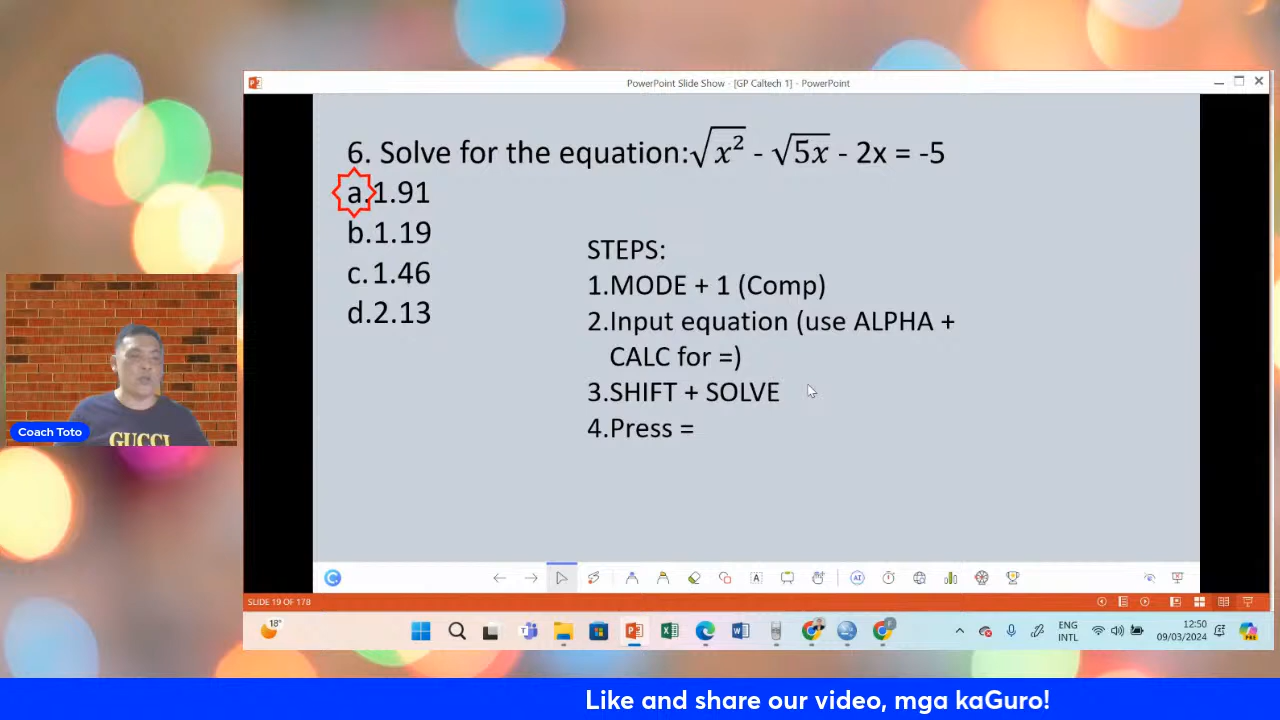 PowerPoint Slide Show - [GP Caltech 1] - PowerPoint
6. Solve for the equation:√x² - √5x - 2x = -5
a.1.91
b.1.19
c.1.46
d.2.13
STEPS:
1.MODE + 1 (Comp)
2.Input equation (use ALPHA +
CALC for =)
3.SHIFT + SOLVE
4.Press =
Coach Toto
GUCCI
SLIDE 19 OF 178
18°
ENG
INTL
12:50
09/03/2024
Like and share our video, mga kaGuro!